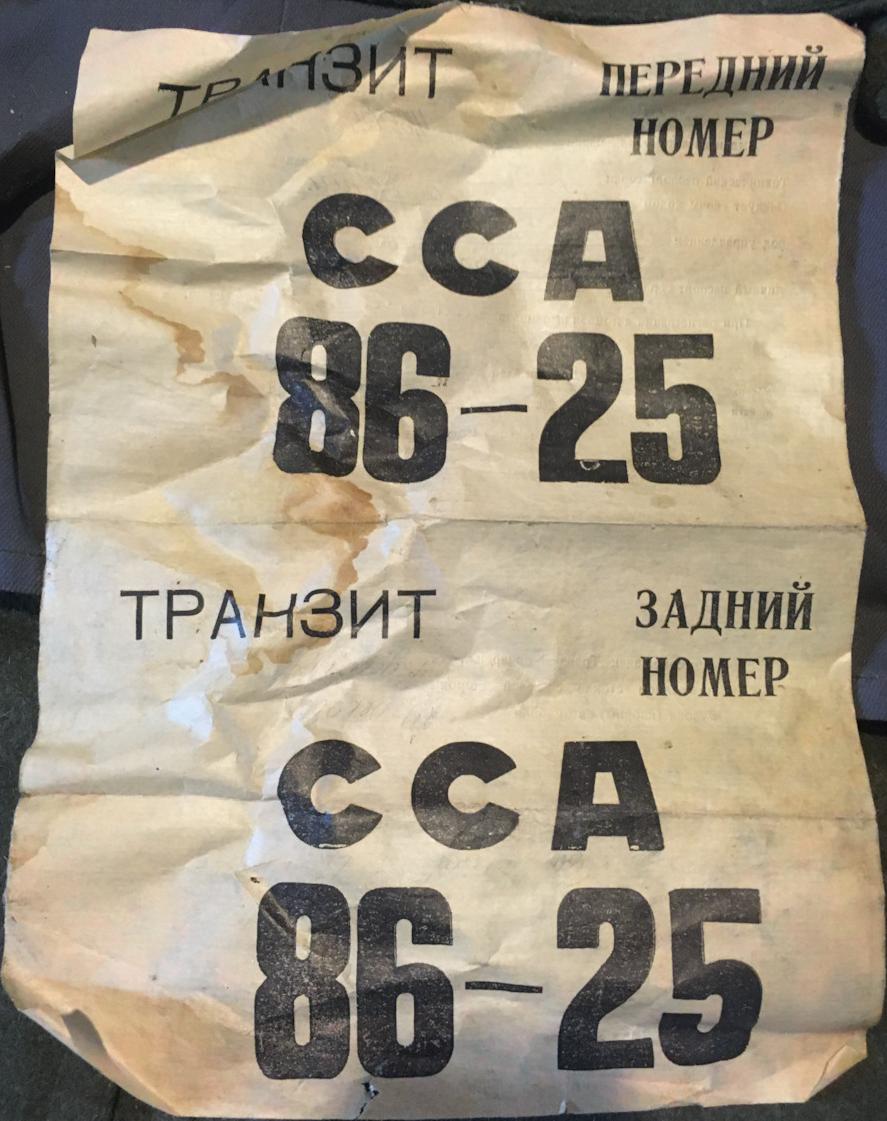 ТРАНЗИТ ПЕРЕДНИЙ
НОМЕР
ССА
86-25
ТРАНЗИТ ЗАДНИЙ
НОМЕР
ССА
86-25